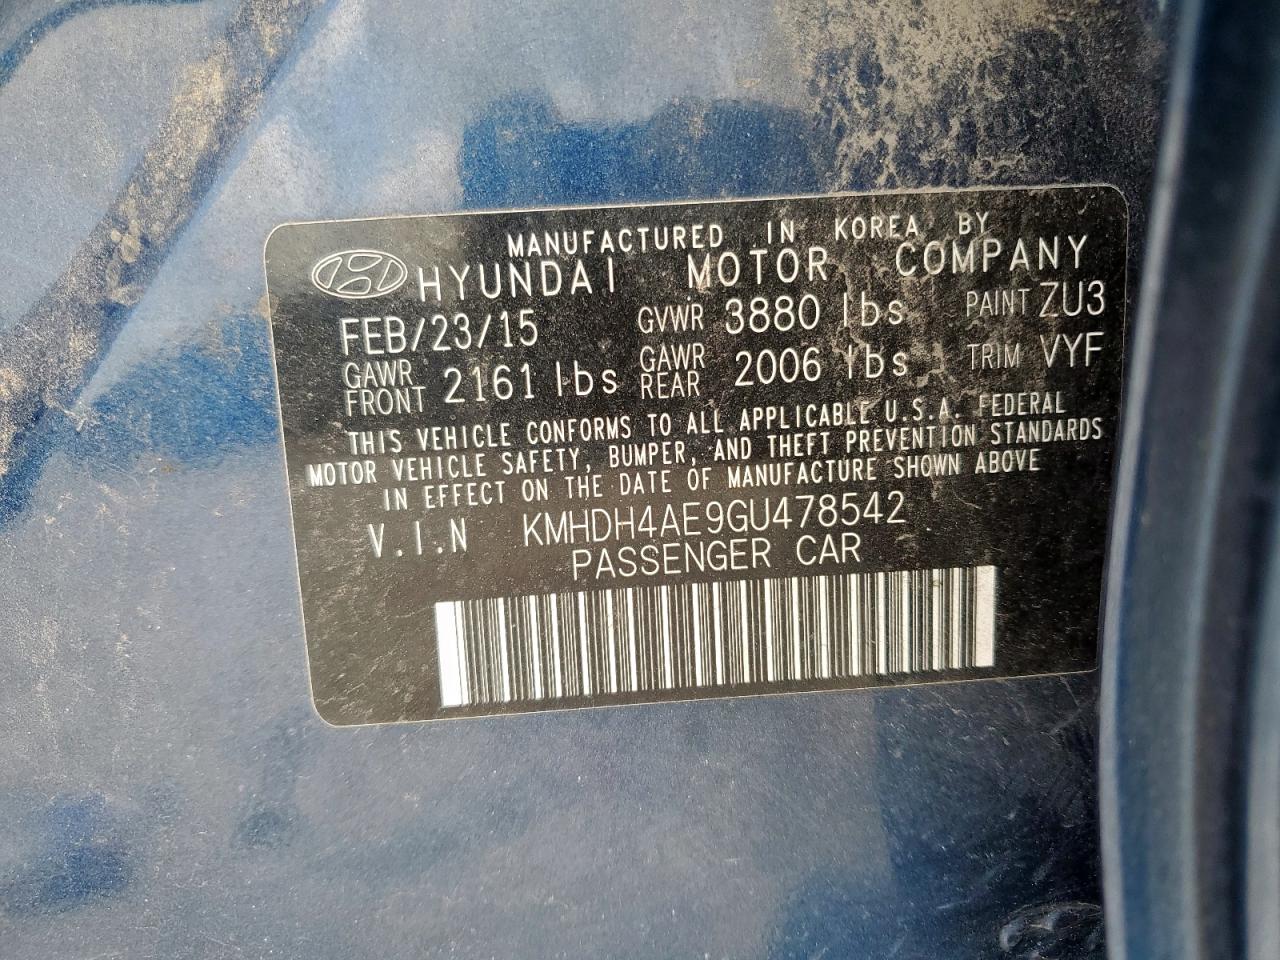 MANUFACTURED IN KOREA BY
HYUNDAI MOTOR COMPANY
FEB/23/15 GVWR 3880 lbs PAINT ZU3
GAWR FRONT 2161 lbs GAWR REAR 2006 lbs TRIM VYF
THIS VEHICLE CONFORMS TO ALL APPLICABLE U.S.A. FEDERAL
MOTOR VEHICLE SAFETY, BUMPER, AND THEFT PREVENTION STANDARDS
IN EFFECT ON THE DATE OF MANUFACTURE SHOWN ABOVE
V.I.N KMHDH4AE9GU478542
PASSENGER CAR